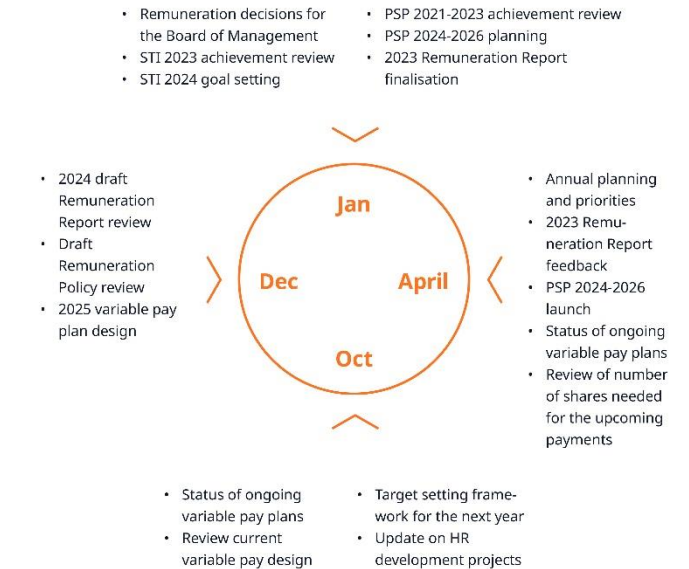 • Remuneration decisions for
the Board of Management
• STI 2023 achievement review
• STI 2024 goal setting
• PSP 2021-2023 achievement review
• PSP 2024-2026 planning
• 2023 Remuneration Report
finalisation
Jan
• 2024 draft
Remuneration
Report review
• Draft
Remuneration
Policy review
• 2025 variable pay
plan design
Dec
April
• Annual planning
and priorities
• 2023 Remu-
neration Report
feedback
• PSP 2024-2026
launch
• Status of ongoing
variable pay plans
• Review of number
of shares needed
for the upcoming
payments
Oct
• Status of ongoing
variable pay plans
• Review current
variable pay design
• Target setting frame-
work for the next year
• Update on HR
development projects